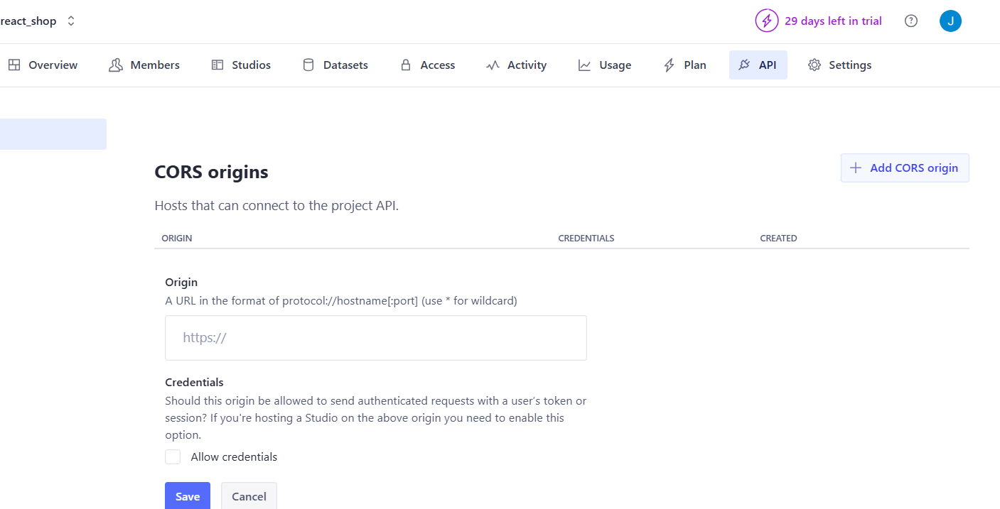 react_shop
29 days left in trial
J
Overview
Members
Studios
Datasets
Access
Activity
Usage
Plan
API
Settings
CORS origins
Add CORS origin
Hosts that can connect to the project API.
ORIGIN
CREDENTIALS
CREATED
Origin
A URL in the format of protocol://hostname[:port] (use * for wildcard)
https://
Credentials
Should this origin be allowed to send authenticated requests with a user's token or
session? If you're hosting a Studio on the above origin you need to enable this
option.
Allow credentials
Save
Cancel